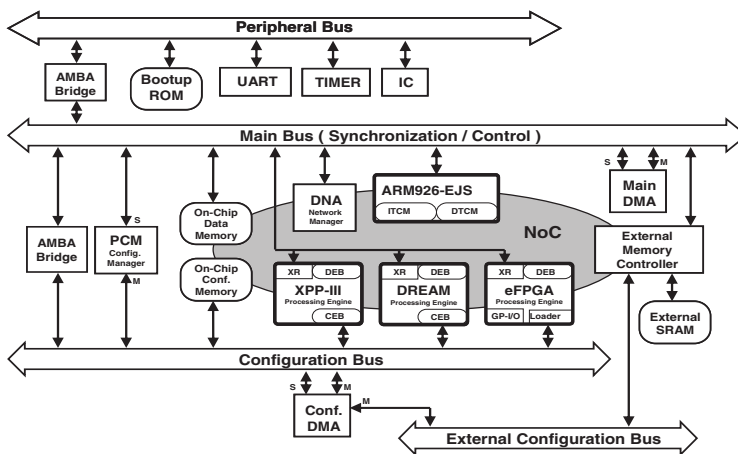 Peripheral Bus
AMBA
Bridge
Bootup
ROM
UART
TIMER
IC
Main Bus ( Synchronization / Control )
S
M
Main
DMA
ARM926-EJS
ITCM
DTCM
DNA
Network
Manager
NoC
On-Chip
Data
Memory
S
AMBA
Bridge
PCM
Config.
Manager
M
External
Memory
Controller
On-Chip
Conf.
Memory
XR
DEB
XPP-III
Processing Engine
CEB
XR
DEB
DREAM
Processing Engine
CEB
XR
DEB
eFPGA
Processing Engine
GP-I/O
Loader
External
SRAM
Configuration Bus
S
M
Conf.
DMA
M
External Configuration Bus